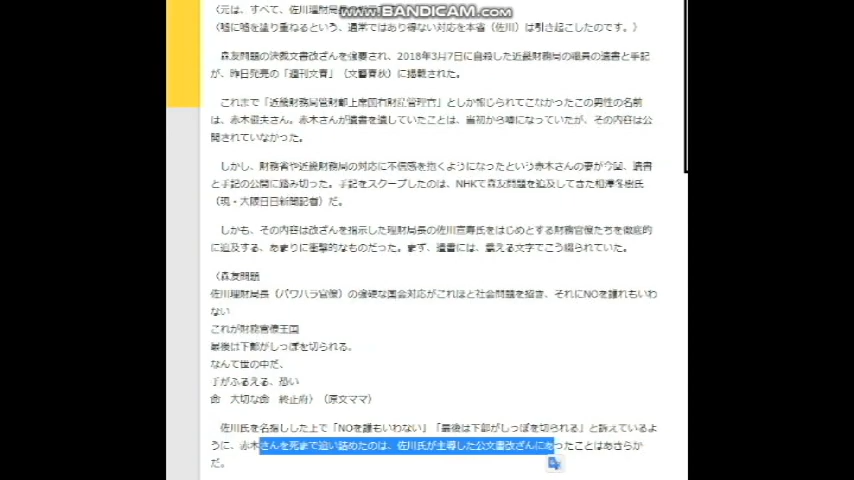 www.BANDICAM.com
〈元は、すべて、佐川理財局長の
〈嘘に嘘を塗り重ねるという、通常ではあり得ない対応を本省（佐川）は引き起こしたのです。〉
森友問題の決裁文書改ざんを強要され、2018年3月7日に自殺した近畿財務局の職員の遺書と手記
が、昨日発売の「週刊文春」（文藝春秋）に掲載された。
これまで「近畿財務局管財部上席国有財産管理官」としか報じられてこなかったこの男性の名前
は、赤木俊夫さん。赤木さんが遺書を遺していたことは、当初から噂になっていたが、その内容は公
開されていなかった。
しかし、財務省や近畿財務局の対応に不信感を抱くようになったという赤木さんの妻が今回、遺書
と手記の公開に踏み切った。手記をスクープしたのは、NHKで森友問題を追及してきた相澤冬樹氏
（現・大阪日日新聞記者）だ。
しかも、その内容は改ざんを指示した理財局長の佐川宣寿氏をはじめとする財務官僚たちを徹底的
に追及する、あまりに衝撃的なものだった。まず、遺書には、震える文字でこう綴られていた。
〈森友問題
佐川理財局長（パワハラ官僚）の強硬な国会対応がこれほど社会問題を招き、それにNOを誰れもいわ
ない
これが財務官僚王国
最後は下部がしっぽを切られる。
なんて世の中だ、
手がふるえる、恐い
命　大切な命　終止府〉（原文ママ）
佐川氏を名指しした上で「NOを誰もいわない」「最後は下部がしっぽを切られる」と訴えているよ
うに、赤木さんを死まで追い詰めたのは、佐川氏が主導した公文書改ざんにあったことはあきらか
だ。